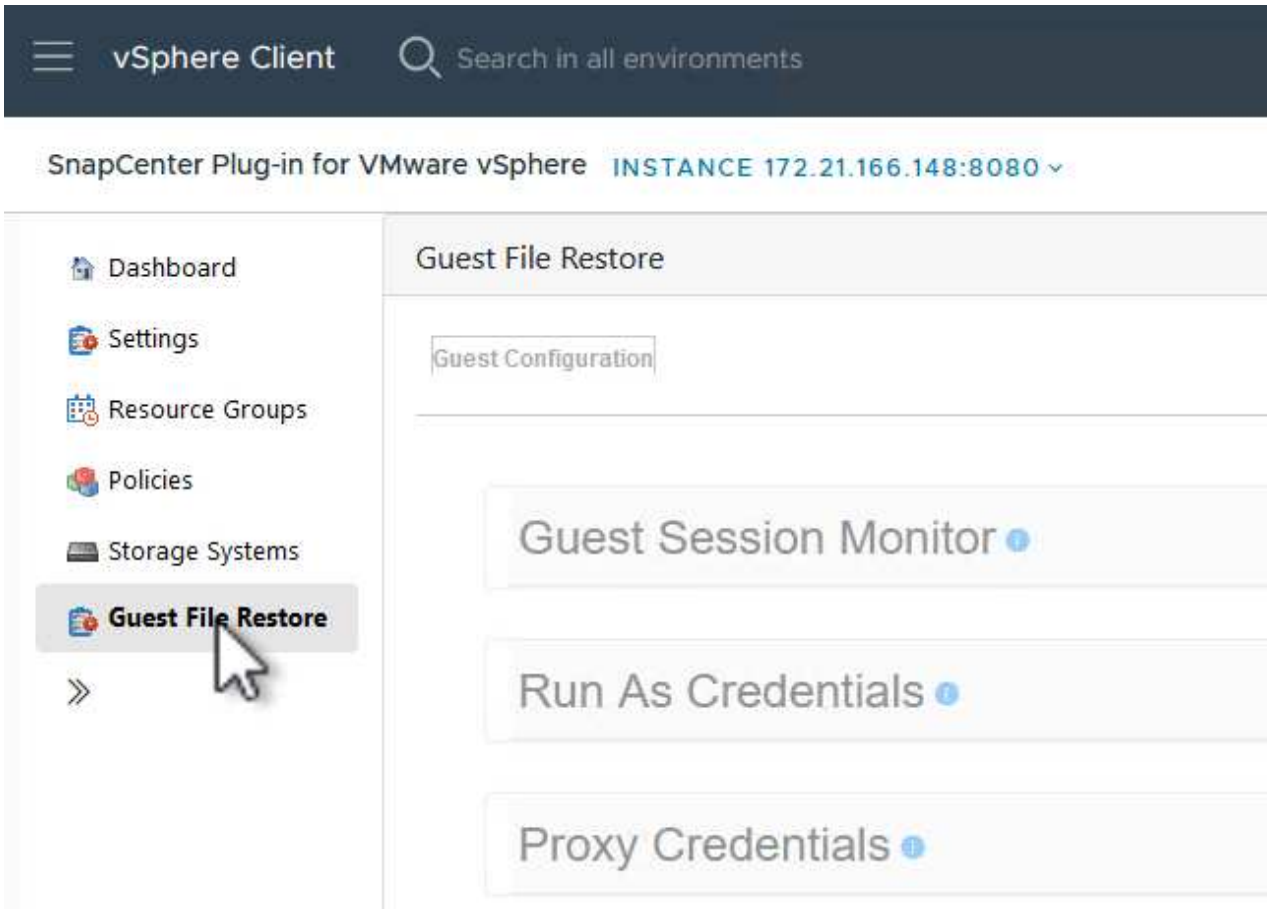 vSphere Client
Search in all environments
SnapCenter Plug-in for VMware vSphere INSTANCE 172.21.166.148:8080
Dashboard
Settings
Resource Groups
Policies
Storage Systems
Guest File Restore
Guest File Restore
Guest Configuration
Guest Session Monitor
Run As Credentials
Proxy Credentials